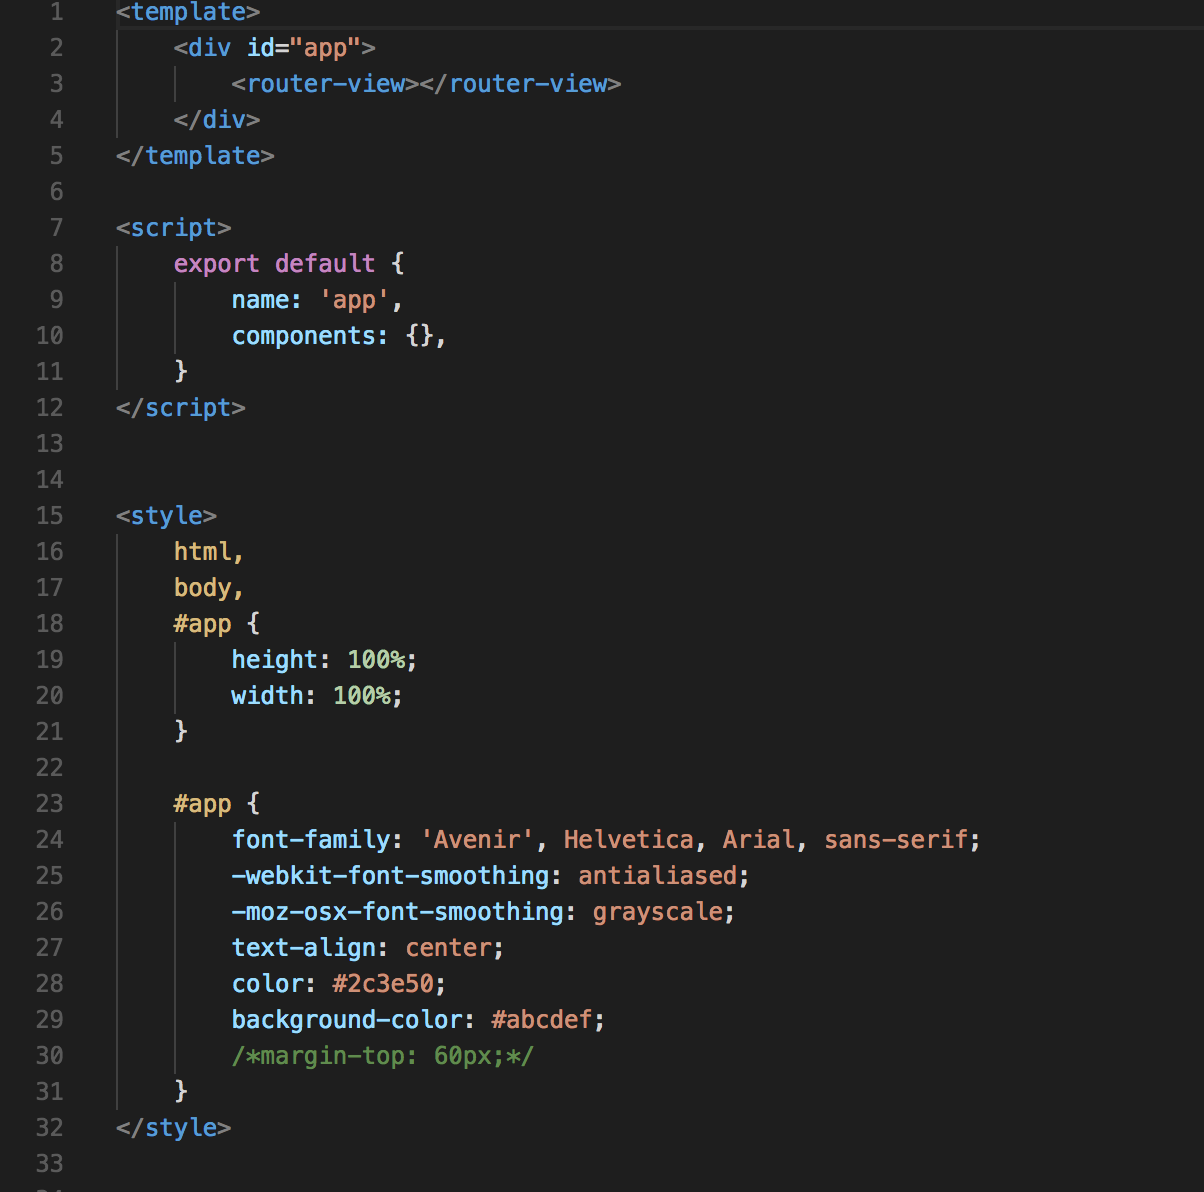 1 <template>
2     <div id="app">
3         <router-view></router-view>
4     </div>
5 </template>
6
7 <script>
8     export default {
9         name: 'app',
10         components: {},
11     }
12 </script>
13
14
15 <style>
16     html,
17     body,
18     #app {
19         height: 100%;
20         width: 100%;
21     }
22
23     #app {
24         font-family: 'Avenir', Helvetica, Arial, sans-serif;
25         -webkit-font-smoothing: antialiased;
26         -moz-osx-font-smoothing: grayscale;
27         text-align: center;
28         color: #2c3e50;
29         background-color: #abcdef;
30         /*margin-top: 60px;*/
31     }
32 </style>
33